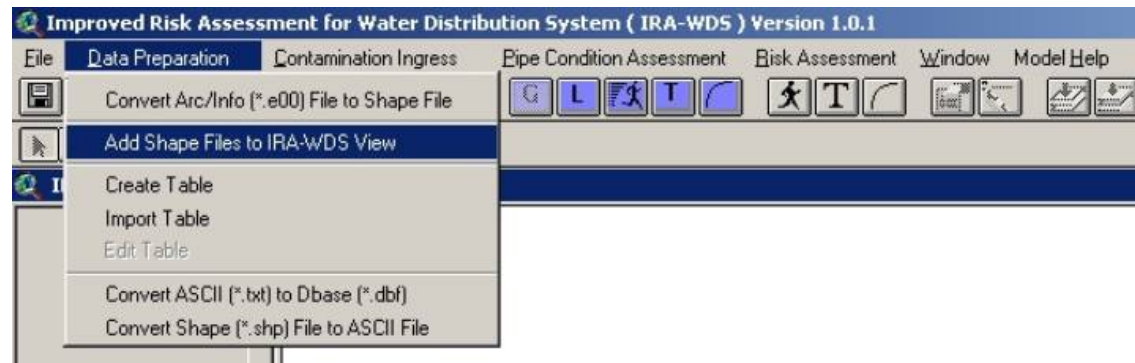 Improved Risk Assessment for Water Distribution System ( IRA-WDS ) Version 1.0.1
File Data Preparation Contamination Ingress Pipe Condition Assessment Risk Assessment Window Model Help
G L T T
Convert Arc/Info (*.e00) File to Shape File
Add Shape Files to IRA-WDS View
Create Table
Import Table
Edit Table
Convert ASCII (*.txt) to Dbase (*.dbf)
Convert Shape (*.shp) File to ASCII File